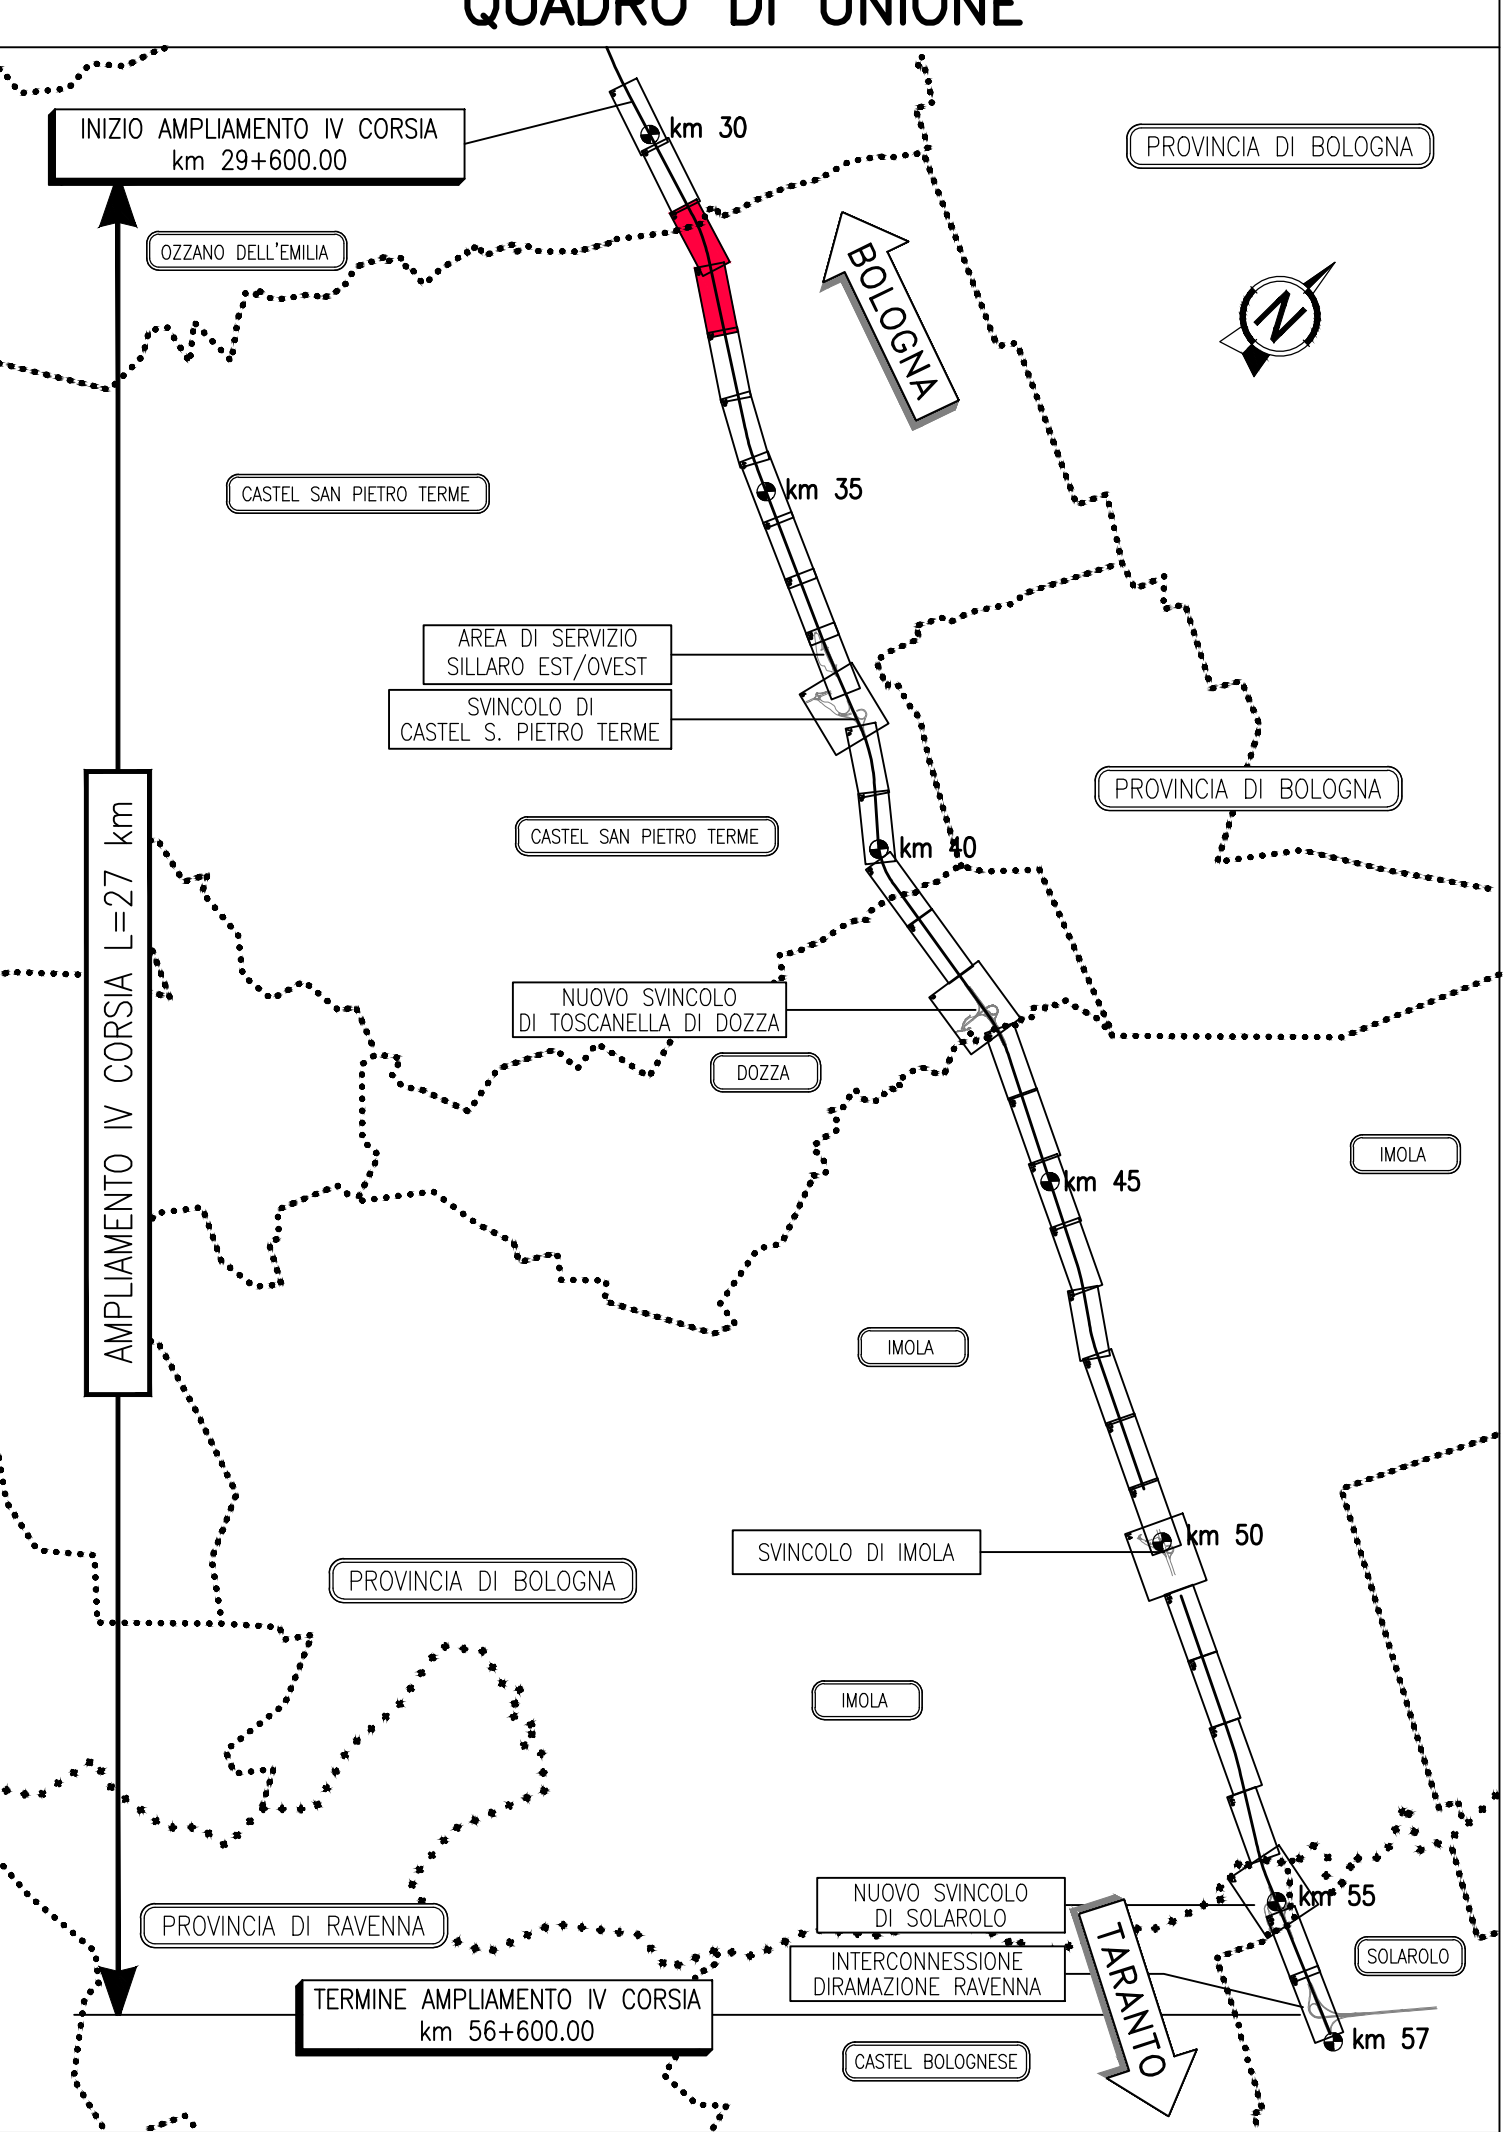 QUADRO DI UNIONE
INIZIO AMPLIAMENTO IV CORSIA
km 29+600.00
km 30
PROVINCIA DI BOLOGNA
OZZANO DELL'EMILIA
BOLOGNA
N
CASTEL SAN PIETRO TERME
km 35
AREA DI SERVIZIO
SILLARO EST/OVEST
SVINCOLO DI
CASTEL S. PIETRO TERME
PROVINCIA DI BOLOGNA
CASTEL SAN PIETRO TERME
km 40
AMPLIAMENTO IV CORSIA L=27 km
NUOVO SVINCOLO
DI TOSCANELLA DI DOZZA
DOZZA
IMOLA
km 45
IMOLA
km 50
SVINCOLO DI IMOLA
PROVINCIA DI BOLOGNA
IMOLA
NUOVO SVINCOLO
DI SOLAROLO
km 55
PROVINCIA DI RAVENNA
INTERCONNESSIONE
DIRAMAZIONE RAVENNA
SOLAROLO
TARANTO
TERMINE AMPLIAMENTO IV CORSIA
km 56+600.00
km 57
CASTEL BOLOGNESE